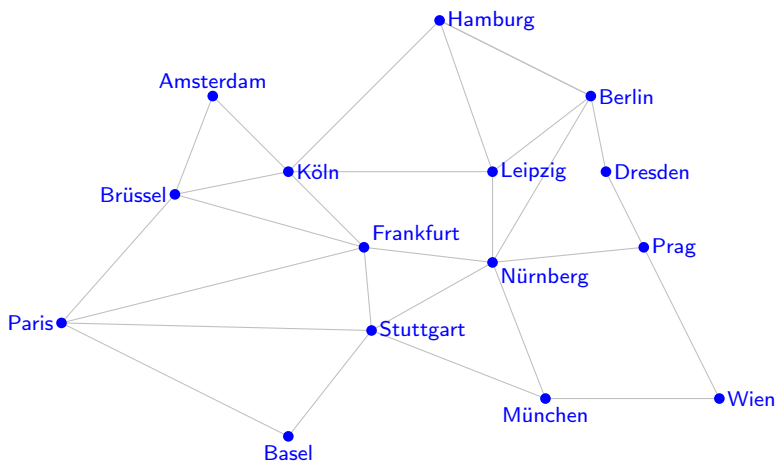 Hamburg
Amsterdam
Berlin
Köln
Leipzig
Dresden
Brüssel
Frankfurt
Prag
Nürnberg
Paris
Stuttgart
Wien
München
Basel